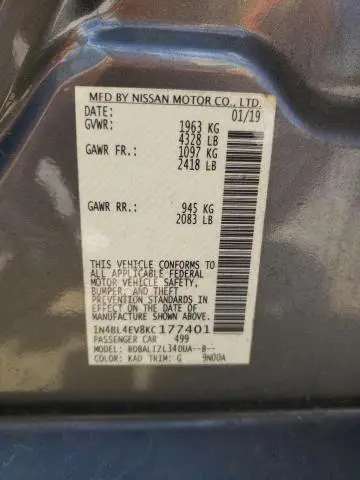 MFD BY NISSAN MOTOR CO., LTD.
DATE: 01/19
GVWR: 1963 KG
4328 LB
GAWR FR.: 1097 KG
2418 LB
GAWR RR.: 945 KG
2083 LB
THIS VEHICLE CONFORMS TO
ALL APPLICABLE FEDERAL
MOTOR VEHICLE SAFETY,
BUMPER, AND THEFT
PREVENTION STANDARDS IN
EFFECT ON THE DATE OF
MANUFACTURE SHOWN ABOVE.
1N4BL4EV8KC177401
PASSENGER CAR 499
MODEL: BDBALIZL34DUA--B--
COLOR: KAD TRIM: G 9N00A